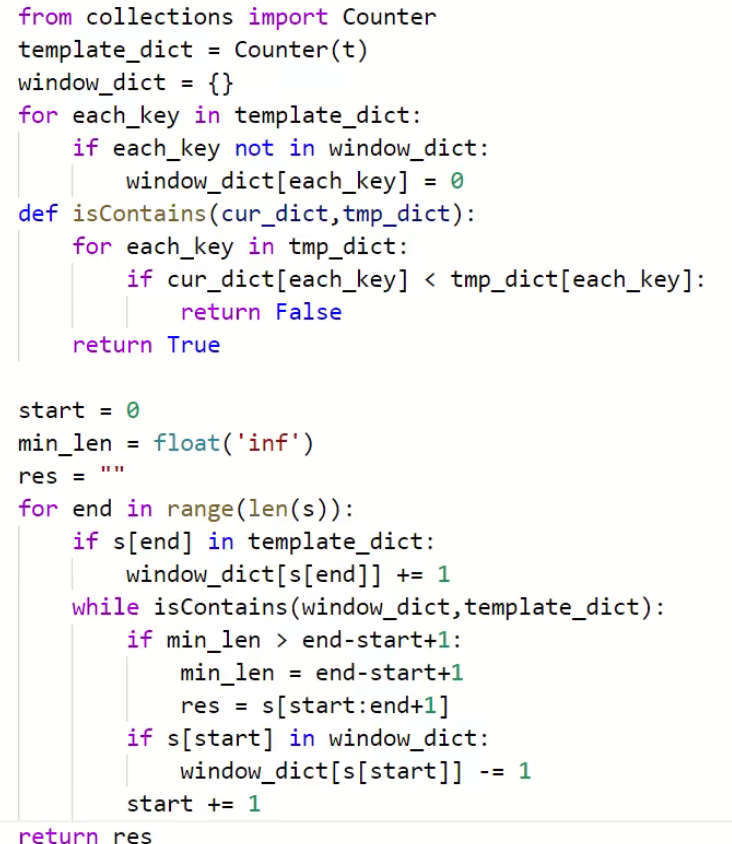 from collections import Counter
template_dict = Counter(t)
window_dict = {}
for each_key in template_dict:
    if each_key not in window_dict:
        window_dict[each_key] = 0
def isContains(cur_dict,tmp_dict):
    for each_key in tmp_dict:
        if cur_dict[each_key] < tmp_dict[each_key]:
            return False
    return True

start = 0
min_len = float('inf')
res = ""
for end in range(len(s)):
    if s[end] in template_dict:
        window_dict[s[end]] += 1
    while isContains(window_dict,template_dict):
        if min_len > end-start+1:
            min_len = end-start+1
            res = s[start:end+1]
        if s[start] in window_dict:
            window_dict[s[start]] -= 1
        start += 1
return res